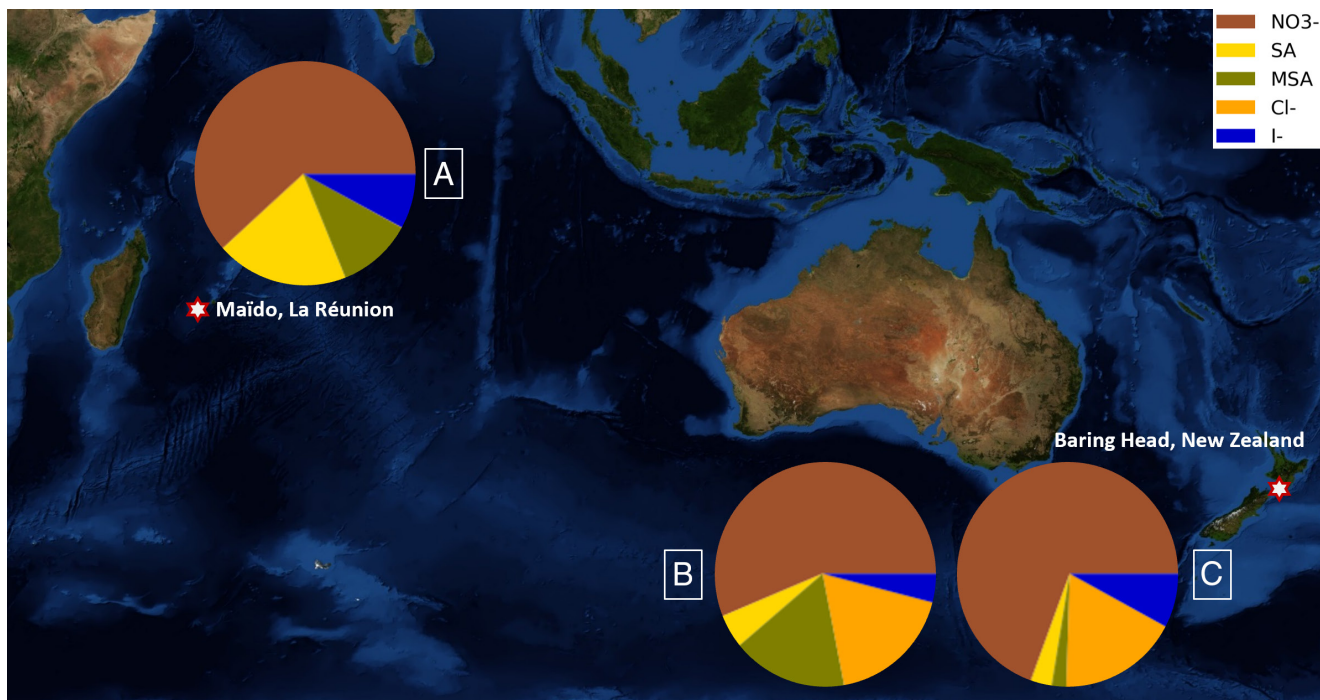 NO3-
SA
MSA
Cl-
I-
A
Maïdo, La Réunion
Baring Head, New Zealand
B
C